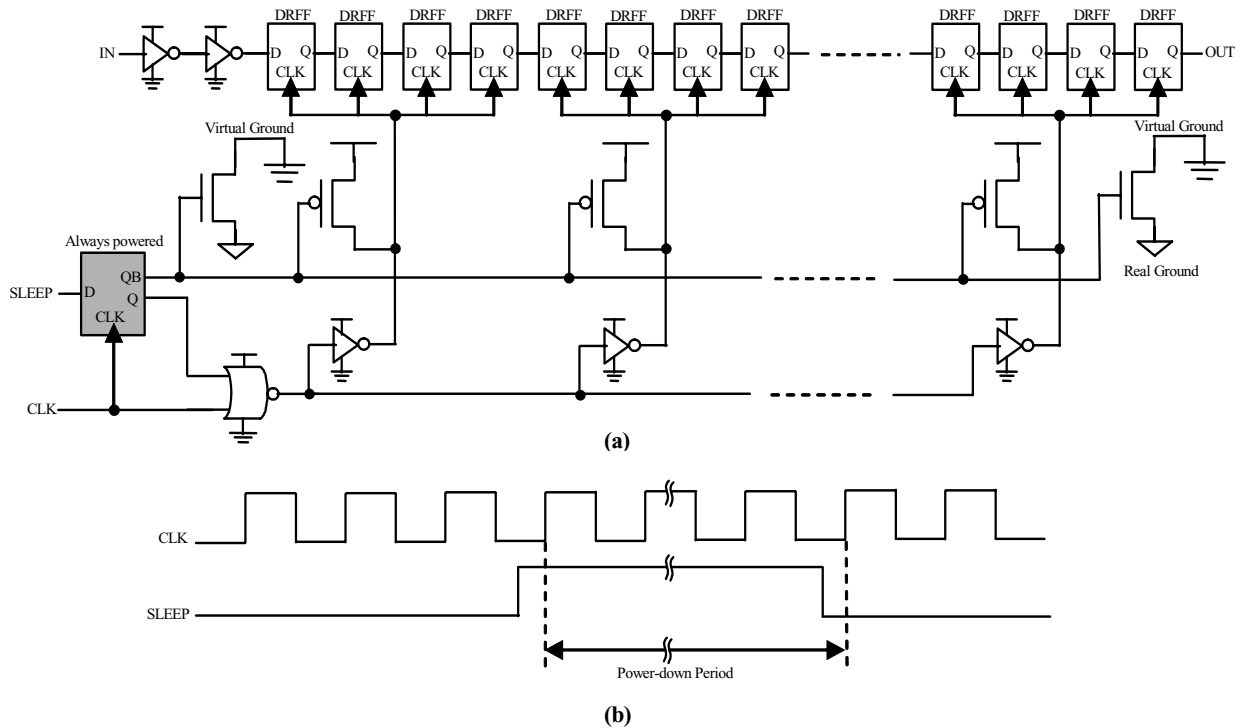 DRFF DRFF DRFF DRFF DRFF DRFF DRFF DRFF DRFF DRFF DRFF DRFF
IN D Q D Q D Q D Q D Q D Q D Q D Q D Q D Q D Q D Q OUT
CLK CLK CLK CLK CLK CLK CLK CLK CLK CLK CLK CLK
Virtual Ground
Virtual Ground
Always powered
QB
SLEEP D Q
CLK
Real Ground
CLK
(a)
CLK
SLEEP
Power-down Period
(b)